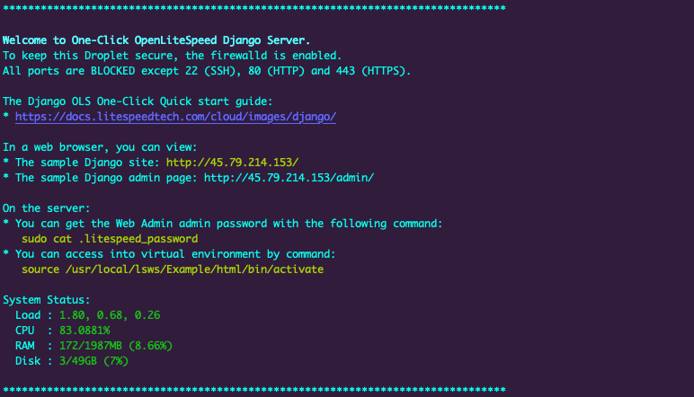 ********************************************************************************
Welcome to One-Click OpenLiteSpeed Django Server.
To keep this Droplet secure, the firewalld is enabled.
All ports are BLOCKED except 22 (SSH), 80 (HTTP) and 443 (HTTPS).
The Django OLS One-Click Quick start guide:
* https://docs.litespeedtech.com/cloud/images/django/
In a web browser, you can view:
* The sample Django site: http://45.79.214.153/
* The sample Django admin page: http://45.79.214.153/admin/
On the server:
* You can get the Web Admin admin password with the following command:
sudo cat .litespeed_password
* You can access into virtual environment by command:
source /usr/local/lsws/Example/html/bin/activate
System Status:
Load : 1.80, 0.68, 0.26
CPU : 83.0881%
RAM : 172/1987MB (8.66%)
Disk : 3/49GB (7%)
********************************************************************************